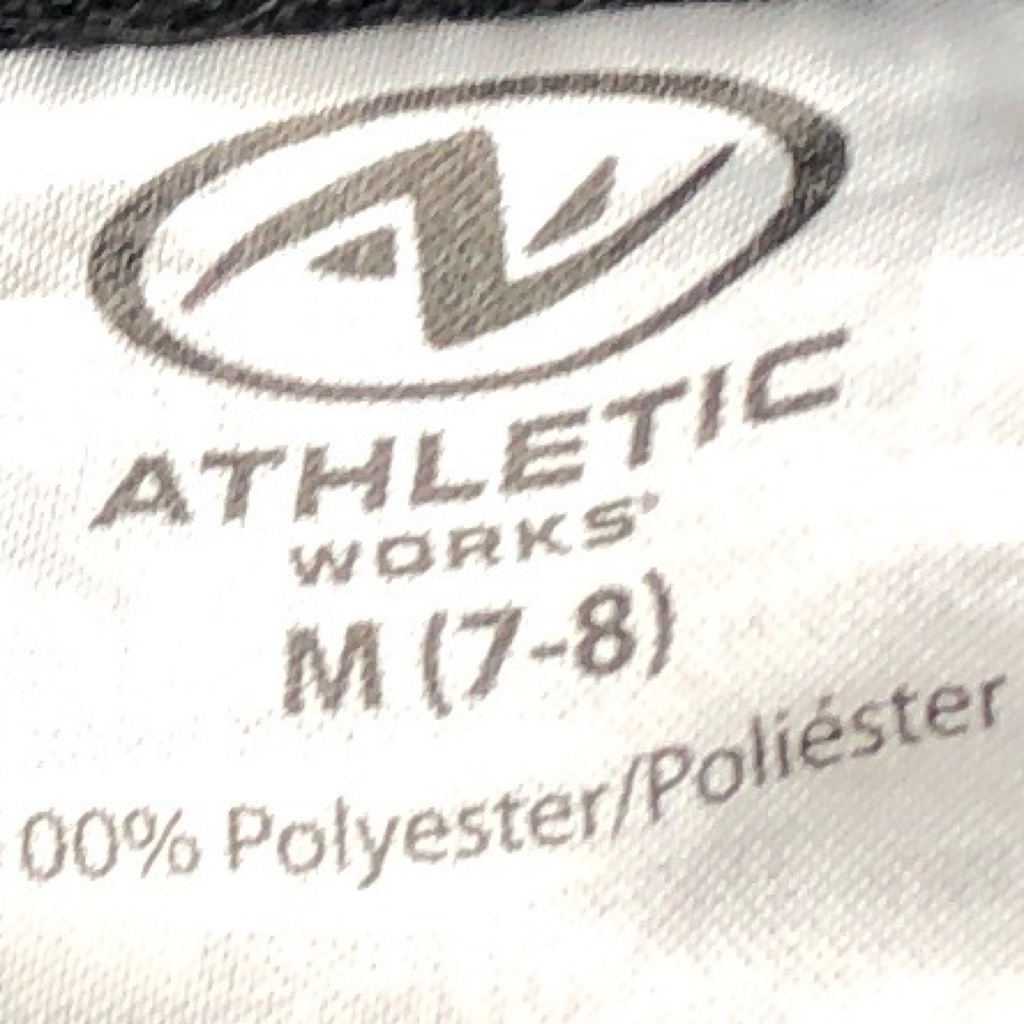 ATHLETIC
WORKS
M (7-8)
00% Polyester/Poliéster